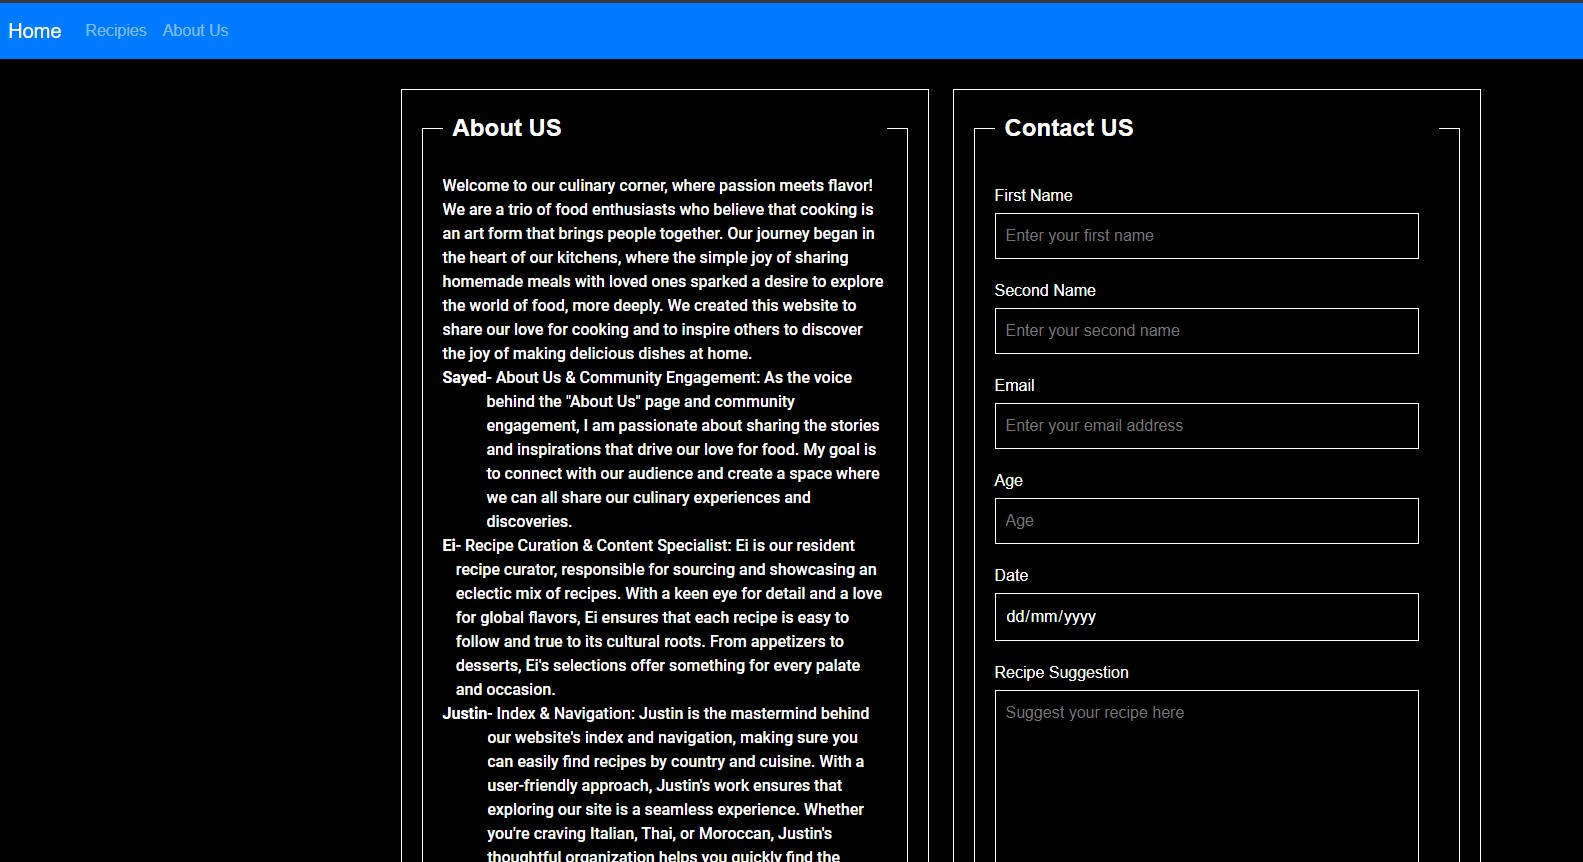 Home Recipies About Us
About US
Welcome to our culinary corner, where passion meets flavor!
We are a trio of food enthusiasts who believe that cooking is
an art form that brings people together. Our journey began in
the heart of our kitchens, where the simple joy of sharing
homemade meals with loved ones sparked a desire to explore
the world of food, more deeply. We created this website to
share our love for cooking and to inspire others to discover
the joy of making delicious dishes at home.
Sayed- About Us & Community Engagement: As the voice
behind the "About Us" page and community
engagement, I am passionate about sharing the stories
and inspirations that drive our love for food. My goal is
to connect with our audience and create a space where
we can all share our culinary experiences and
discoveries.
Ei- Recipe Curation & Content Specialist: Ei is our resident
recipe curator, responsible for sourcing and showcasing an
eclectic mix of recipes. With a keen eye for detail and a love
for global flavors, Ei ensures that each recipe is easy to
follow and true to its cultural roots. From appetizers to
desserts, Ei's selections offer something for every palate
and occasion.
Justin- Index & Navigation: Justin is the mastermind behind
our website's index and navigation, making sure you
can easily find recipes by country and cuisine. With a
user-friendly approach, Justin's work ensures that
exploring our site is a seamless experience. Whether
you're craving Italian, Thai, or Moroccan, Justin's
thoughtful organization helps you quickly find the
Contact US
First Name
Enter your first name
Second Name
Enter your second name
Email
Enter your email address
Age
Age
Date
dd/mm/yyyy
Recipe Suggestion
Suggest your recipe here